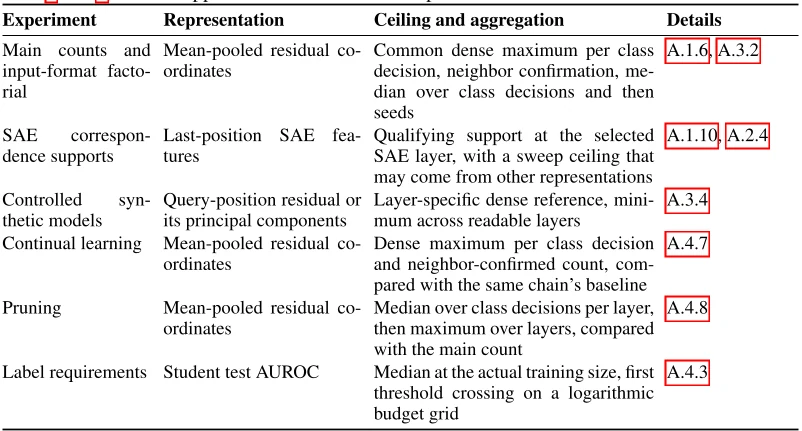 Experiment Representation Ceiling and aggregation Details
Main counts and Mean-pooled residual co- Common dense maximum per class A.1.6, A.3.2
input-format facto- ordinates decision, neighbor confirmation, me-
rial dian over class decisions and then
seeds
SAE correspon- Last-position SAE fea- Qualifying support at the selected A.1.10, A.2.4
dence supports tures SAE layer, with a sweep ceiling that
may come from other representations
Controlled syn- Query-position residual or Layer-specific dense reference, mini- A.3.4
thetic models its principal components mum across readable layers
Continual learning Mean-pooled residual co- Dense maximum per class decision A.4.7
ordinates and neighbor-confirmed count, com-
pared with the same chain's baseline
Pruning Mean-pooled residual co- Median over class decisions per layer, A.4.8
ordinates then maximum over layers, compared
with the main count
Label requirements Student test AUROC Median at the actual training size, first A.4.3
threshold crossing on a logarithmic
budget grid